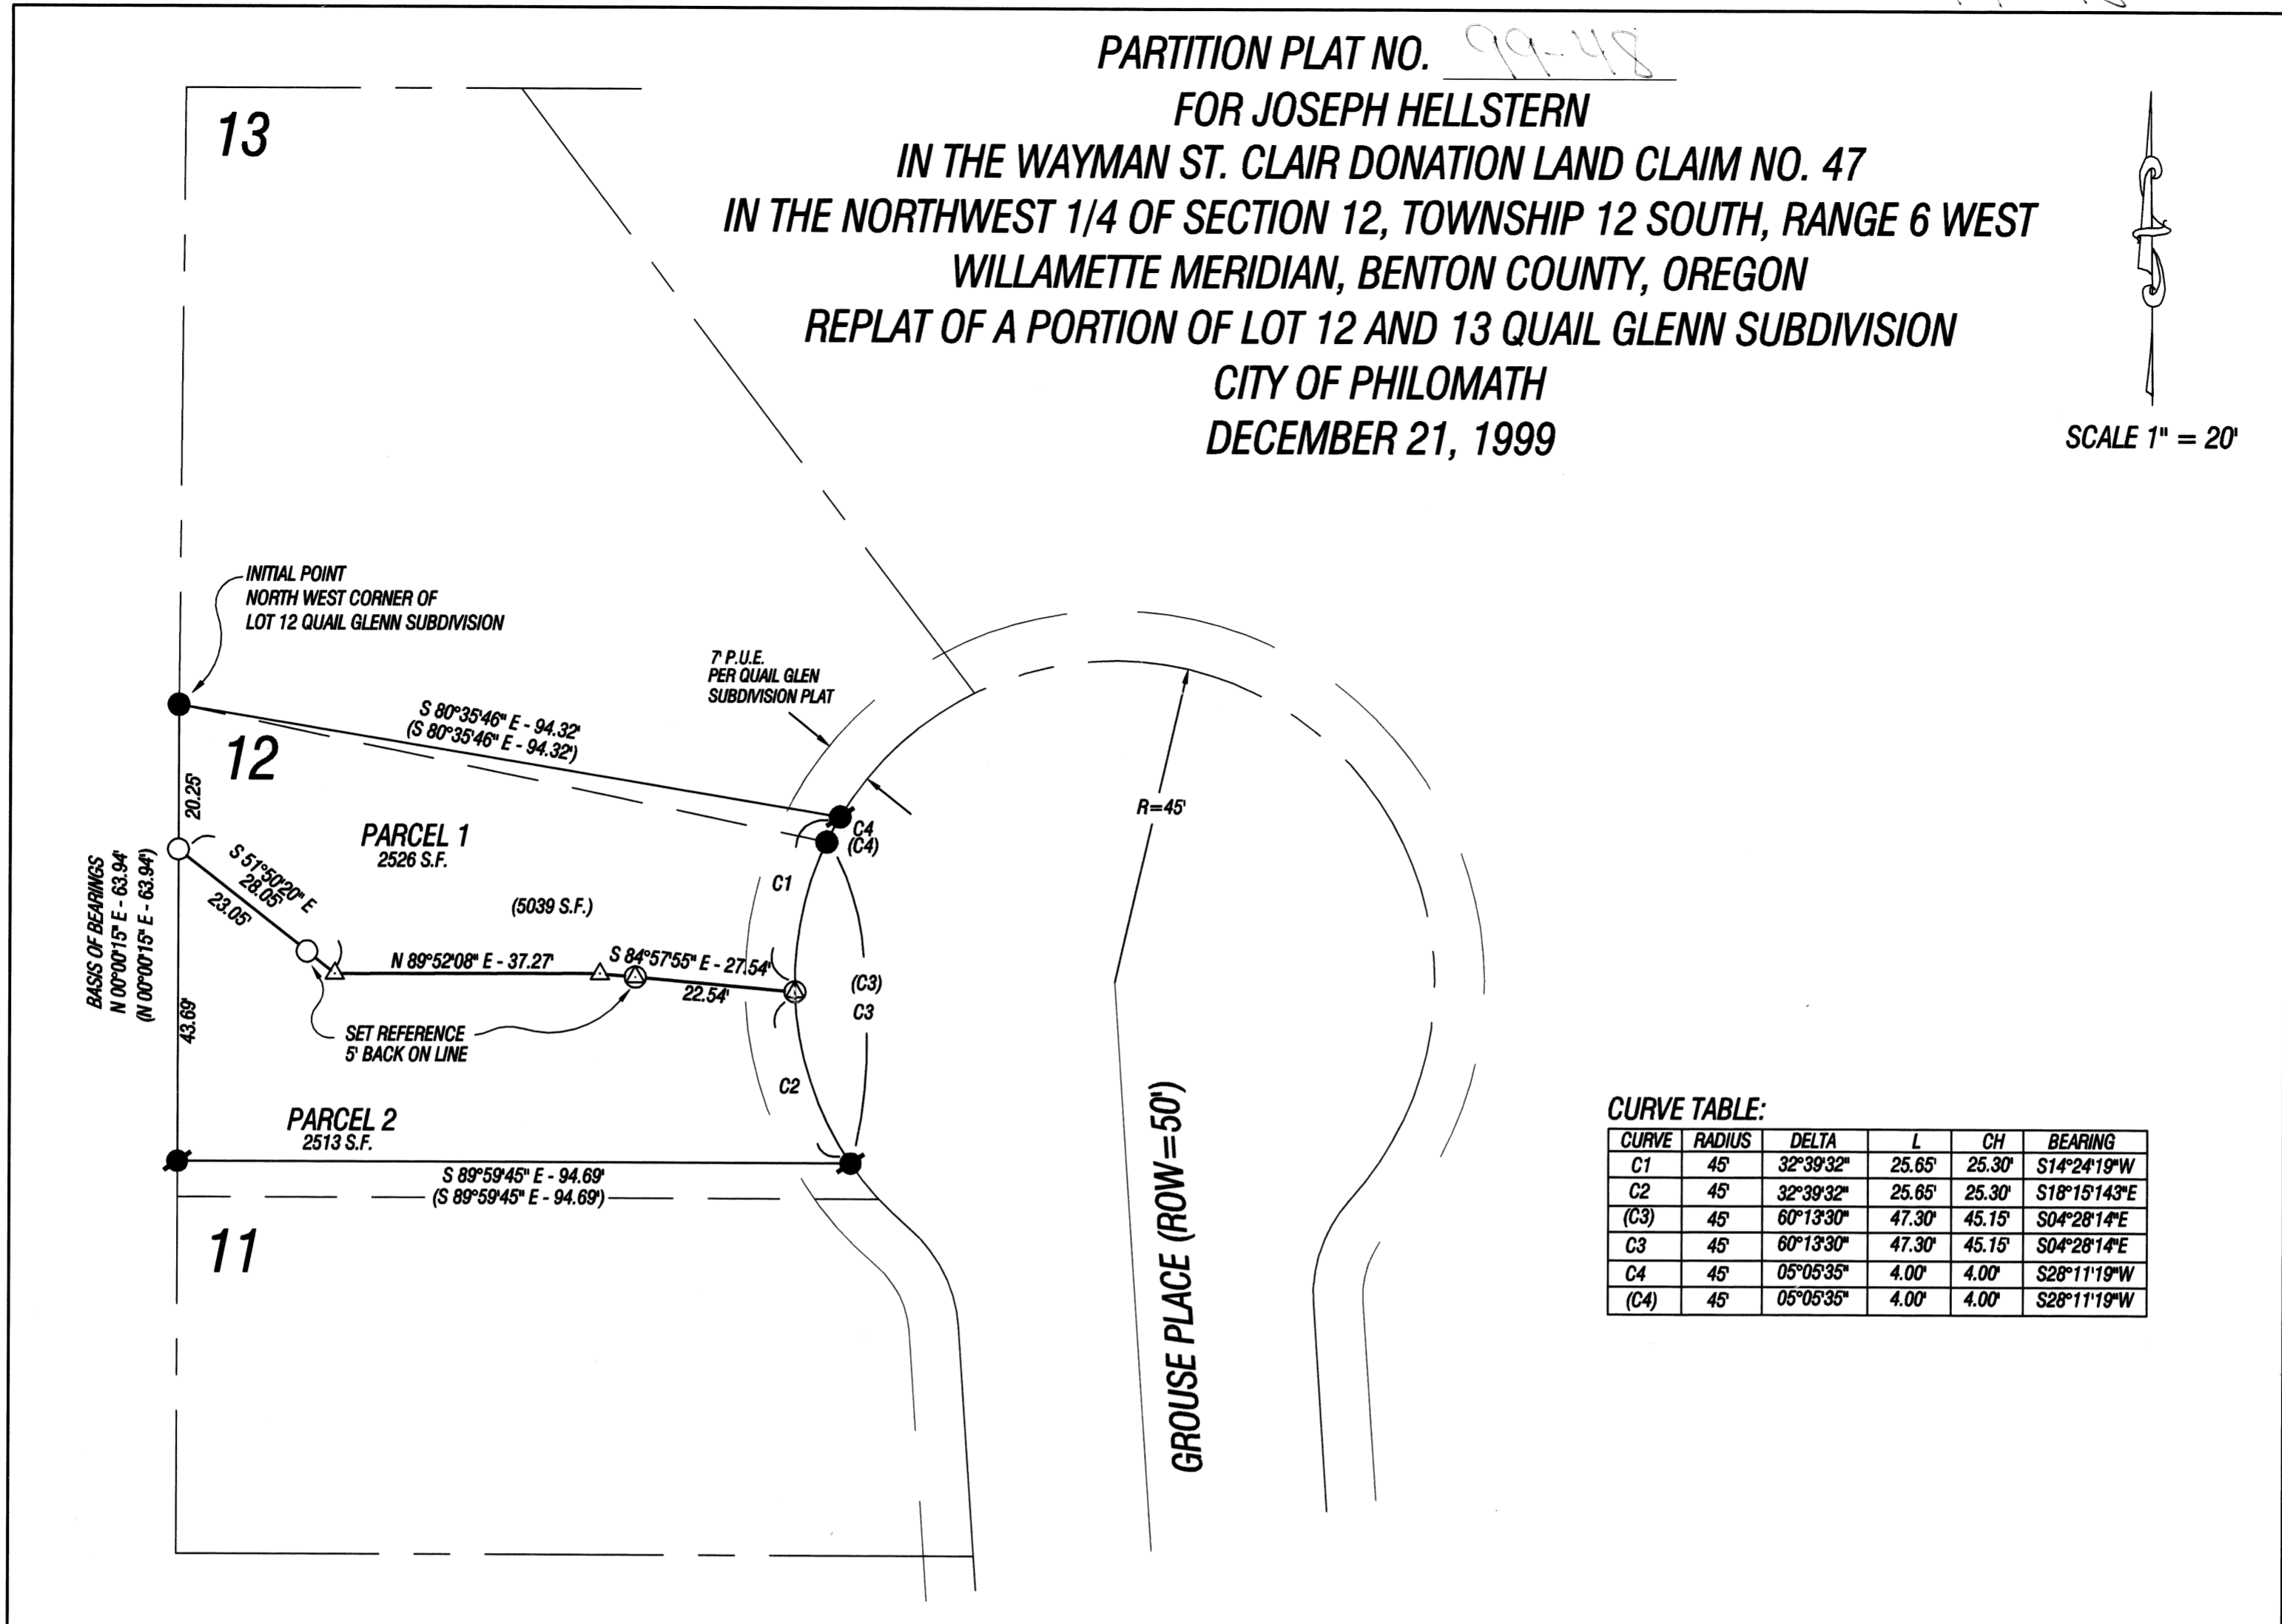 PARTITION PLAT NO. 99-48
FOR JOSEPH HELLSTERN
IN THE WAYMAN ST. CLAIR DONATION LAND CLAIM NO. 47
IN THE NORTHWEST 1/4 OF SECTION 12, TOWNSHIP 12 SOUTH, RANGE 6 WEST
WILLAMETTE MERIDIAN, BENTON COUNTY, OREGON
REPLAT OF A PORTION OF LOT 12 AND 13 QUAIL GLENN SUBDIVISION
CITY OF PHILOMATH
DECEMBER 21, 1999
SCALE 1" = 20'
13
INITIAL POINT
NORTH WEST CORNER OF
LOT 12 QUAIL GLENN SUBDIVISION
7' P.U.E.
PER QUAIL GLEN
SUBDIVISION PLAT
S 80°35'46" E - 94.32'
(S 80°35'46" E - 94.32')
12
20.25'
R=45'
C4
(C4)
PARCEL 1
2526 S.F.
C1
S 51°50'20" E
28.05'
23.05'
(5039 S.F.)
BASIS OF BEARINGS
N 00°00'15" E - 63.94'
(N 00°00'15" E - 63.94')
N 89°52'08" E - 37.27'
S 84°57'55" E - 27.54'
22.54'
(C3)
C3
43.69'
SET REFERENCE
5' BACK ON LINE
C2
PARCEL 2
2513 S.F.
S 89°59'45" E - 94.69'
(S 89°59'45" E - 94.69')
11
GROUSE PLACE (ROW=50')
CURVE TABLE:
CURVE RADIUS DELTA L CH BEARING
C1 45' 32°39'32" 25.65' 25.30' S14°24'19"W
C2 45' 32°39'32" 25.65' 25.30' S18°15'143"E
(C3) 45' 60°13'30" 47.30' 45.15' S04°28'14"E
C3 45' 60°13'30" 47.30' 45.15' S04°28'14"E
C4 45' 05°05'35" 4.00' 4.00' S28°11'19"W
(C4) 45' 05°05'35" 4.00' 4.00' S28°11'19"W